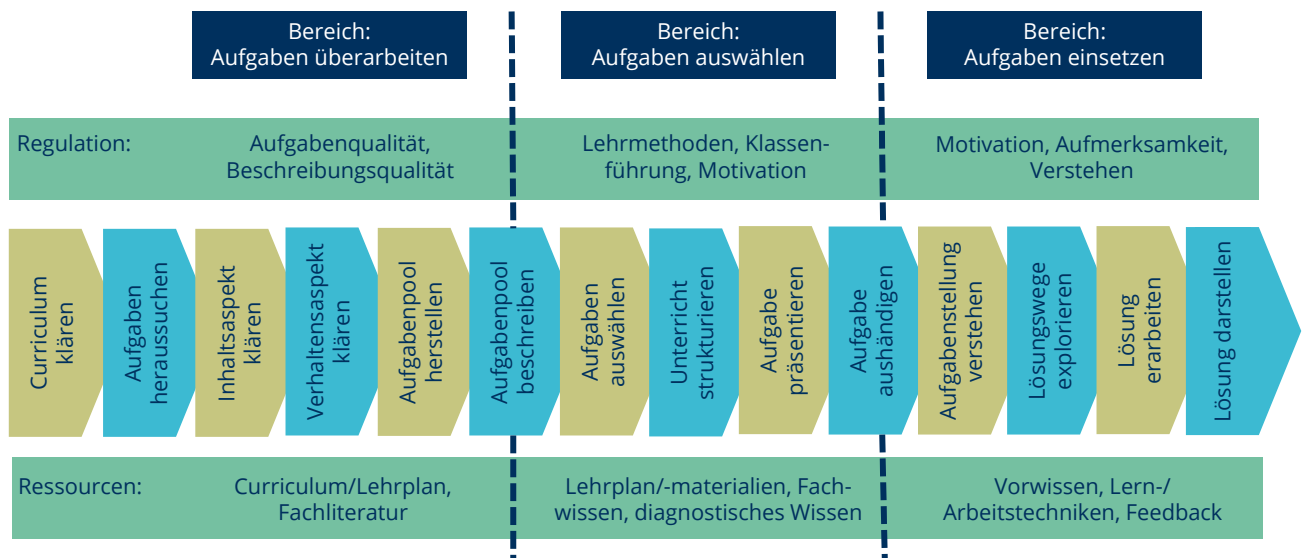 Bereich:
Aufgaben überarbeiten
Bereich:
Aufgaben auswählen
Bereich:
Aufgaben einsetzen
Regulation:
Aufgabenqualität,
Beschreibungsqualität
Lehrmethoden, Klassen-
führung, Motivation
Motivation, Aufmerksamkeit,
Verstehen
Curriculum
klären
Aufgaben
heraussuchen
Inhaltsaspekt
klären
Verhaltensaspekt
klären
Aufgabenpool
herstellen
Aufgabenpool
beschreiben
Aufgaben
auswählen
Unterricht
strukturieren
Aufgabe
präsentieren
Aufgabe
aushändigen
Aufgabenstellung
verstehen
Lösungswege
explorieren
Lösung
erarbeiten
Lösung darstellen
Ressourcen:
Curriculum/Lehrplan,
Fachliteratur
Lehrplan/-materialien, Fach-
wissen, diagnostisches Wissen
Vorwissen, Lern-/
Arbeitstechniken, Feedback